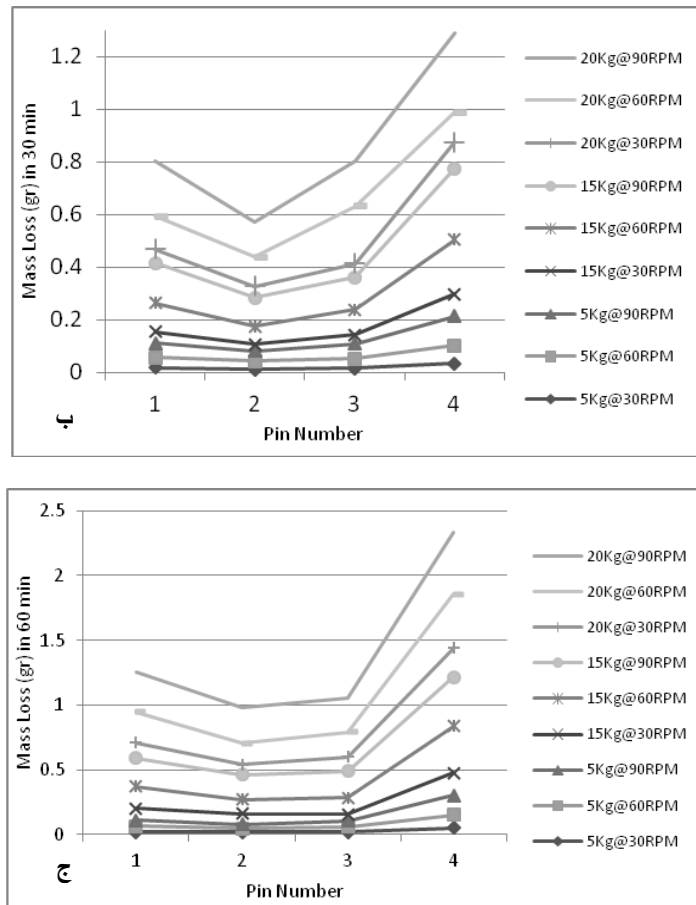 Mass Loss (gr) in 30 min
1.2
1
0.8
0.6
0.4
0.2
0
1 2 3 4
Pin Number
20Kg@90RPM
20Kg@60RPM
20Kg@30RPM
15Kg@90RPM
15Kg@60RPM
15Kg@30RPM
5Kg@90RPM
5Kg@60RPM
5Kg@30RPM
Mass Loss (gr) in 60 min
2.5
2
1.5
1
0.5
0
1 2 3 4
Pin Number
ج
20Kg@90RPM
20Kg@60RPM
20Kg@30RPM
15Kg@90RPM
15Kg@60RPM
15Kg@30RPM
5Kg@90RPM
5Kg@60RPM
5Kg@30RPM